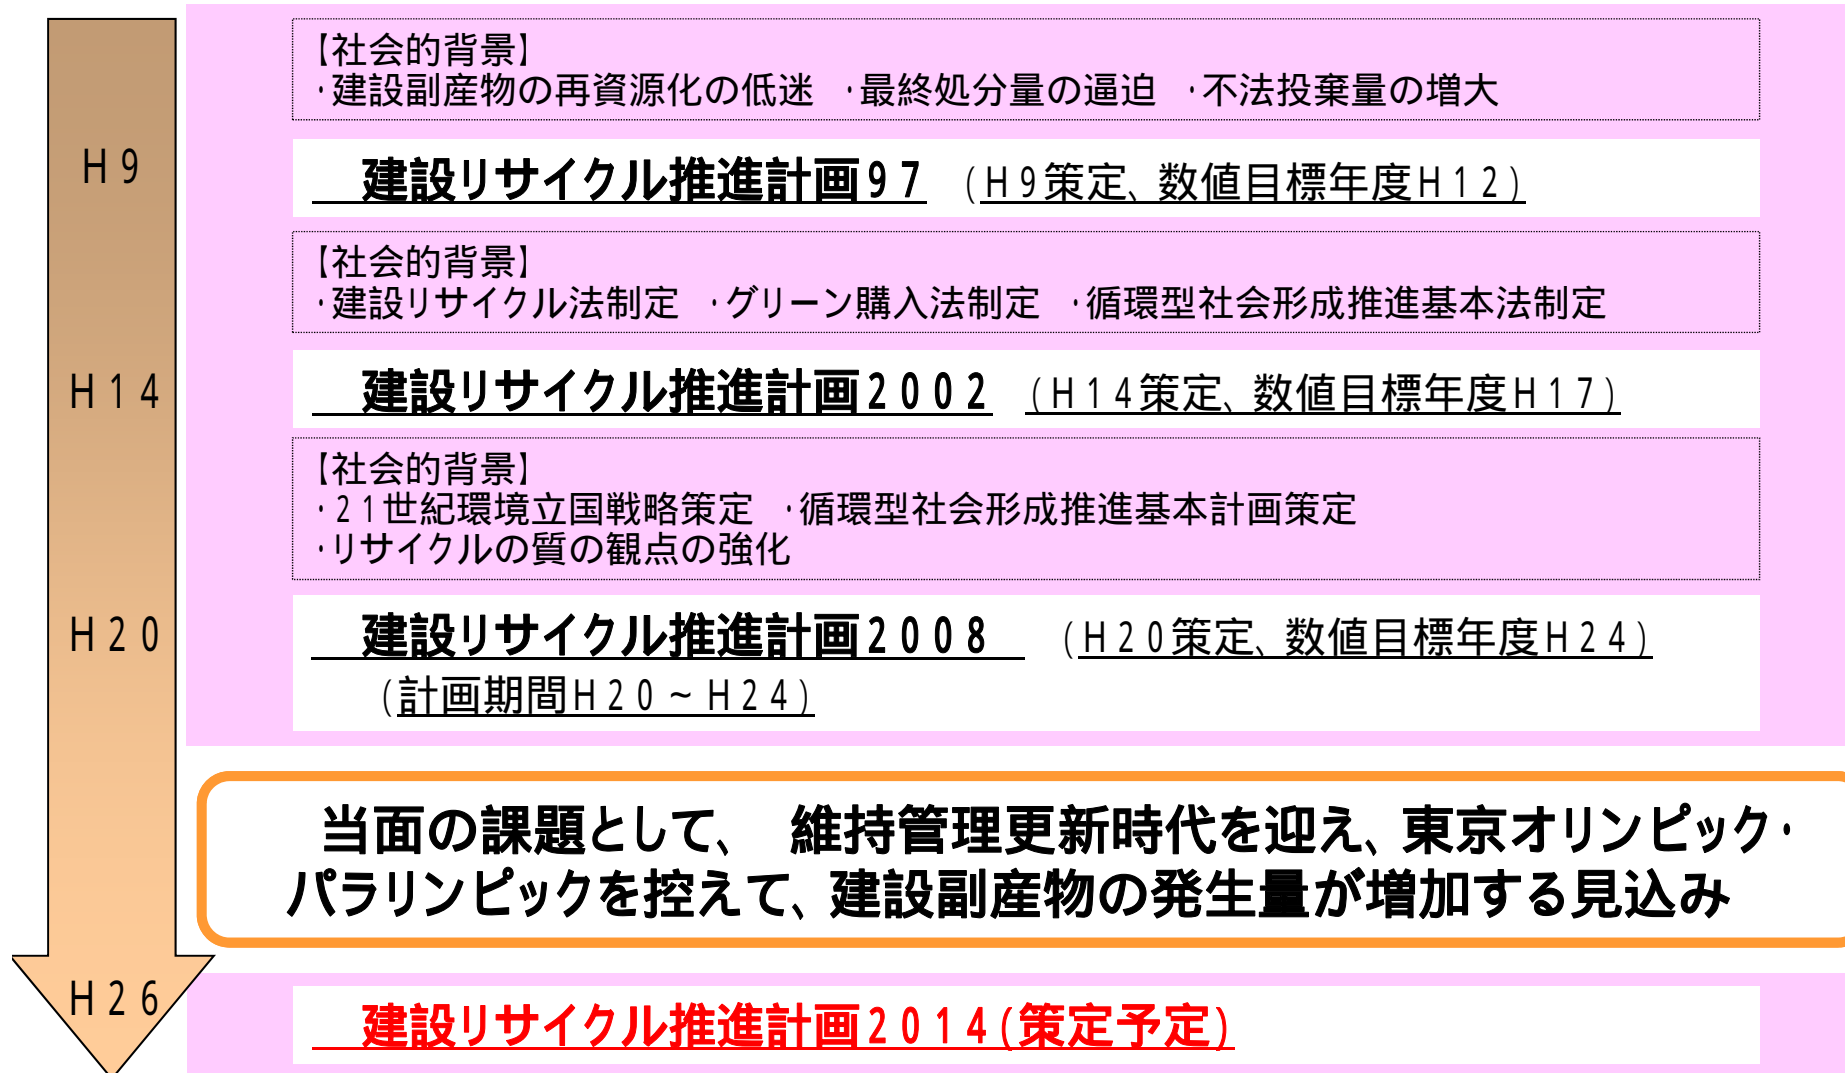 【社会的背景】
・建設副産物の再資源化の低迷　・最終処分量の逼迫　・不法投棄量の増大
H9
建設リサイクル推進計画97　（H9策定、数値目標年度H12）
【社会的背景】
・建設リサイクル法制定　・グリーン購入法制定　・循環型社会形成推進基本法制定
H14
建設リサイクル推進計画2002　（H14策定、数値目標年度H17）
【社会的背景】
・21世紀環境立国戦略策定　・循環型社会形成推進基本計画策定
・リサイクルの質の観点の強化
H20
建設リサイクル推進計画2008　（H20策定、数値目標年度H24）
（計画期間H20～H24）
当面の課題として、　維持管理更新時代を迎え、東京オリンピック・
パラリンピックを控えて、建設副産物の発生量が増加する見込み
H26
建設リサイクル推進計画2014（策定予定）